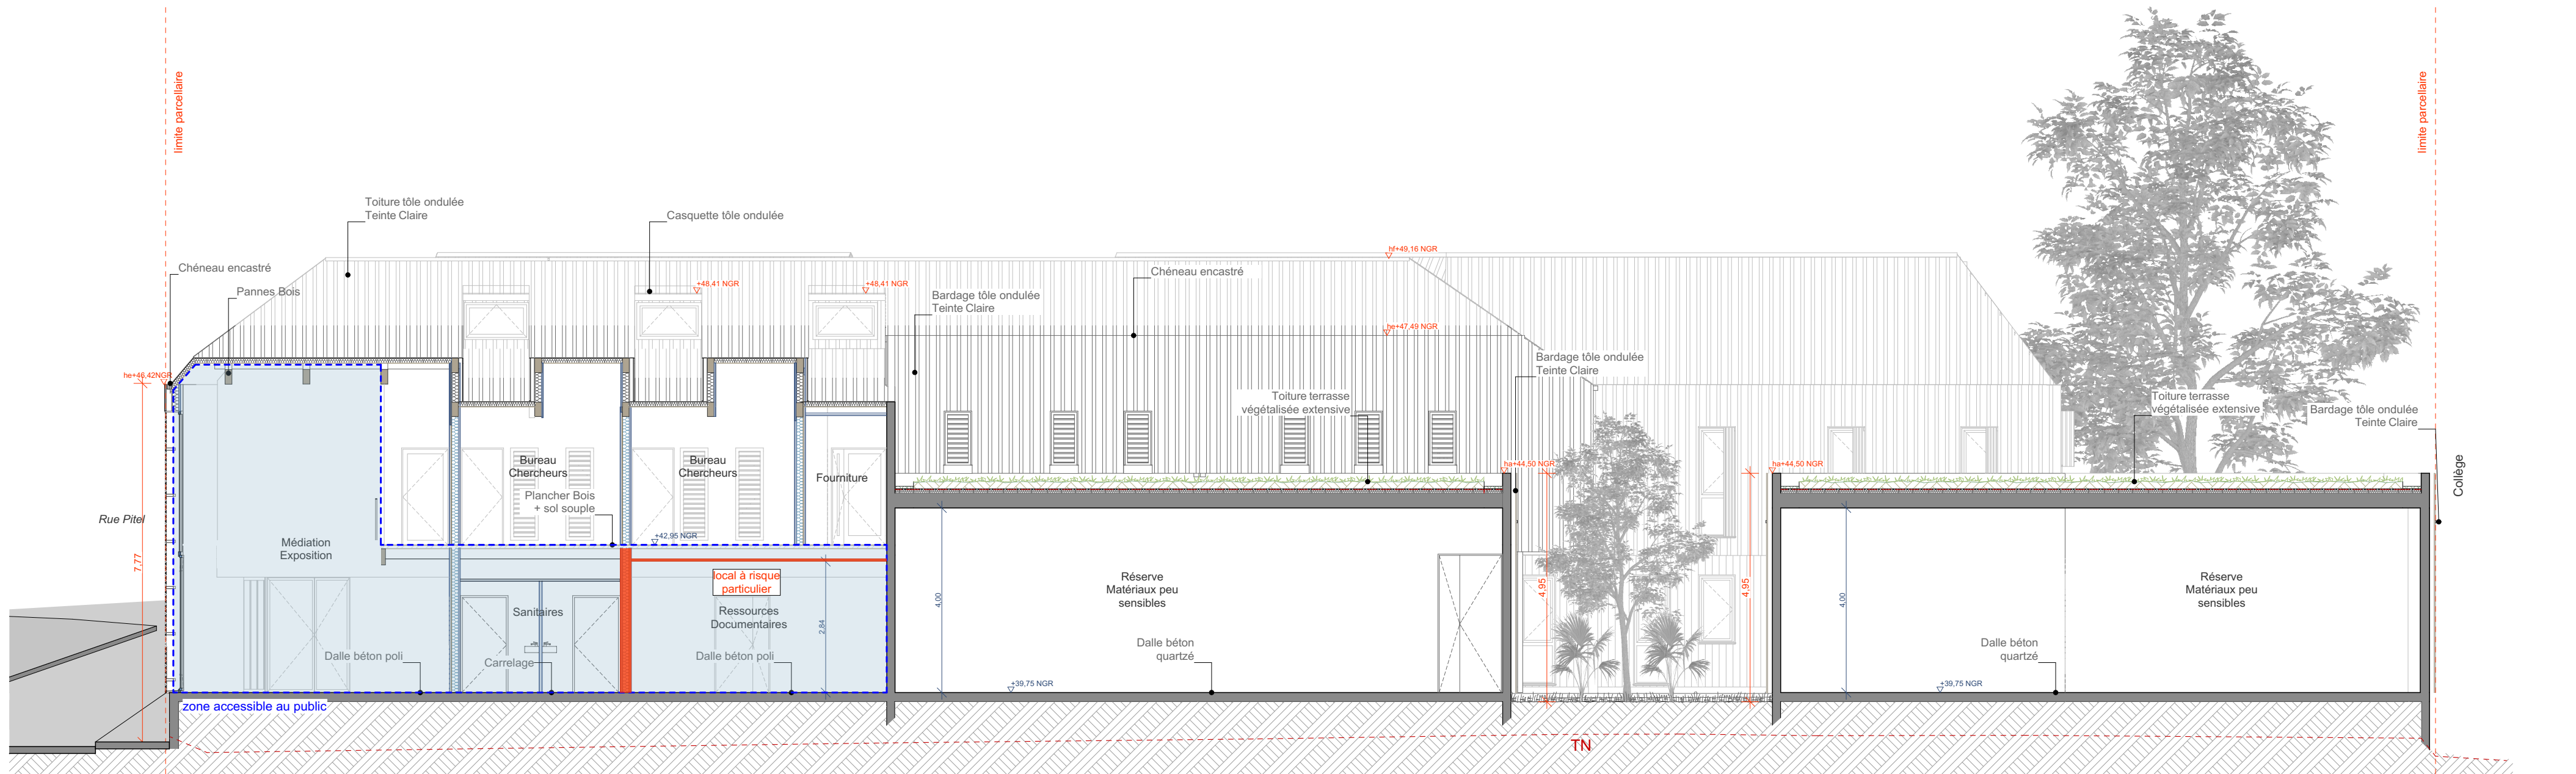 limite parcellaire
limite parcellaire
Toiture tôle ondulée
Teinte Claire
Casquette tôle ondulée
hf+49,16 NGR
Chéneau encastré
Chéneau encastré
Pannes Bois
+48,41 NGR
+48,41 NGR
Bardage tôle ondulée
Teinte Claire
he+47,49 NGR
Bardage tôle ondulée
Teinte Claire
he+46,42NGR
Toiture terrasse
végétalisée extensive
Toiture terrasse
végétalisée extensive
Bardage tôle ondulée
Teinte Claire
Bureau
Chercheurs
Bureau
Chercheurs
Fourniture
ha+44,50 NGR
ha+44,50 NGR
Collège
Plancher Bois
+ sol souple
Rue Pitel
+42,95 NGR
Médiation
Exposition
7,77
local à risque
particulier
Sanitaires
Ressources
Documentaires
2,84
4,00
Réserve
Matériaux peu
sensibles
4,95
4,95
4,00
Réserve
Matériaux peu
sensibles
Dalle béton poli
Carrelage
Dalle béton poli
Dalle béton
quartzé
Dalle béton
quartzé
+39,75 NGR
+39,75 NGR
zone accessible au public
TN